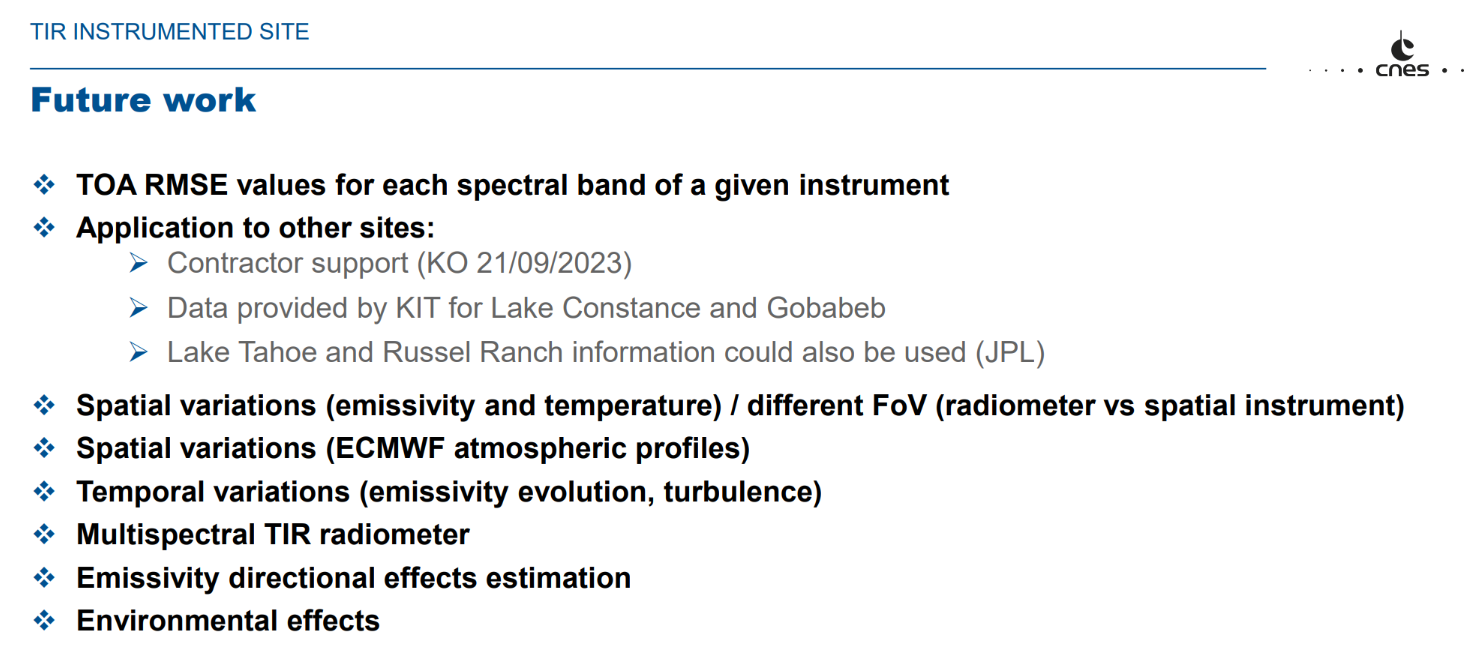 TIR INSTRUMENTED SITE
cnes
Future work
TOA RMSE values for each spectral band of a given instrument
Application to other sites:
Contractor support (KO 21/09/2023)
Data provided by KIT for Lake Constance and Gobabeb
Lake Tahoe and Russel Ranch information could also be used (JPL)
Spatial variations (emissivity and temperature) / different FoV (radiometer vs spatial instrument)
Spatial variations (ECMWF atmospheric profiles)
Temporal variations (emissivity evolution, turbulence)
Multispectral TIR radiometer
Emissivity directional effects estimation
Environmental effects